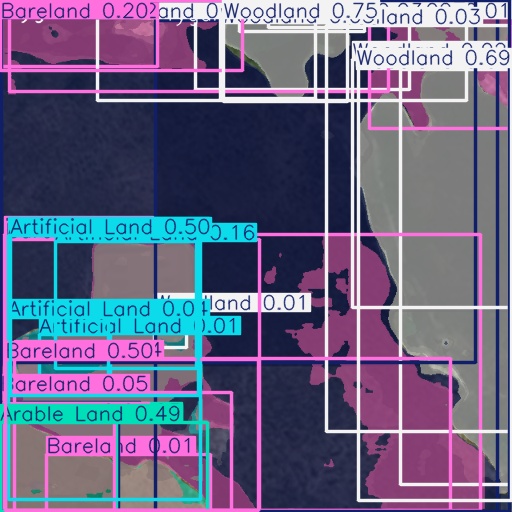 Bareland 0.20
Woodland 0.75
land 0.03
Woodland 0.69
Artificial Land 0.50
0.16
Woodland 0.01
Artificial Land 0.04
Artificial Land 0.01
Bareland 0.50
Bareland 0.05
Arable Land 0.49
Bareland 0.01